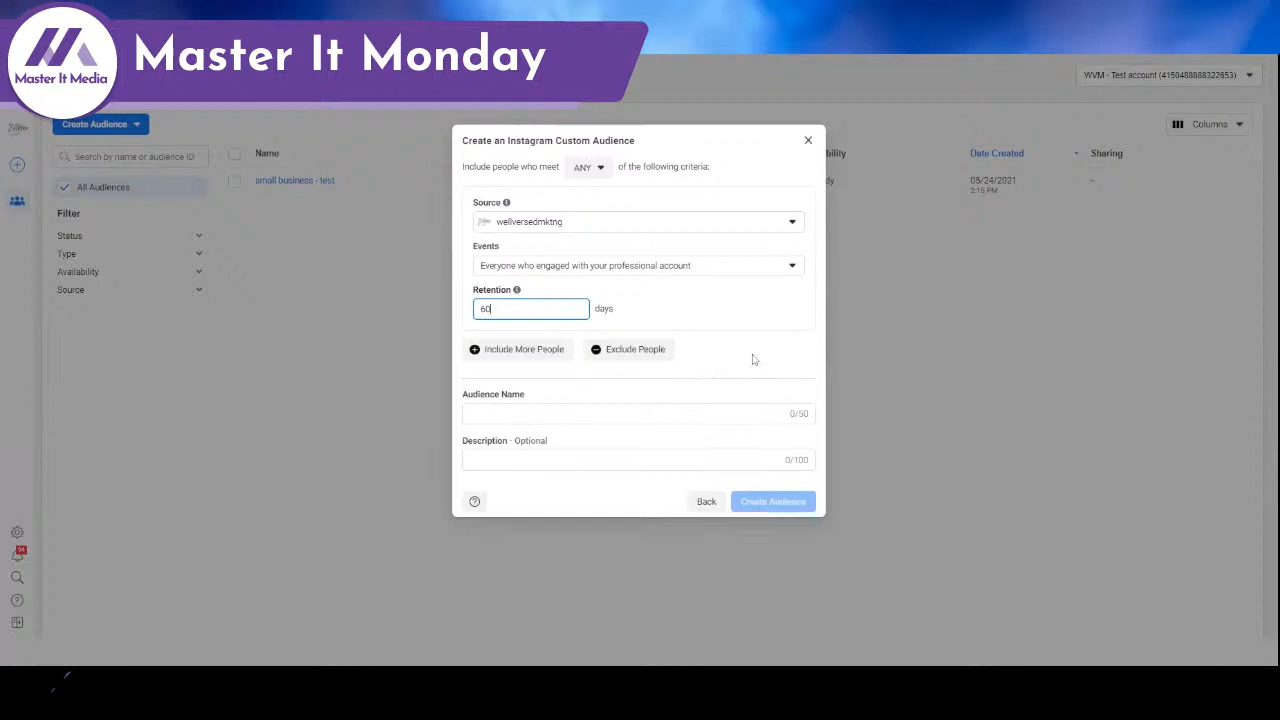 Master It Media
Master It Monday
WVM - Test account (4150488888322653)
Create Audience
Columns
Search by name or audience ID
Name
Date Created
Sharing
All Audiences
small business - test
05/24/2021
2:15 PM
--
Filter
Status
Type
Availability
Source
94
Create an Instagram Custom Audience
Include people who meet ANY of the following criteria:
Source
wellversedmktng
Events
Everyone who engaged with your professional account
Retention
60 days
Include More People Exclude People
Audience Name
0/50
Description - Optional
0/100
Back Create Audience